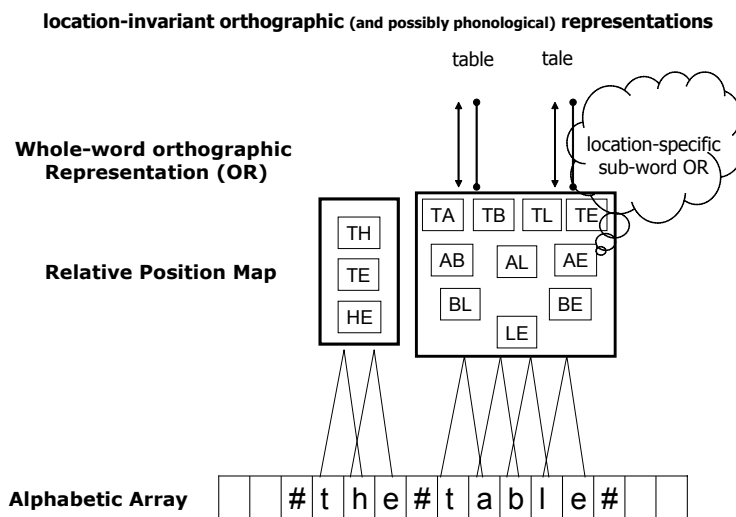 location-invariant orthographic (and possibly phonological) representations
table tale
location-specific
sub-word OR
Whole-word orthographic
Representation (OR)
TA TB TL TE
TH
AB AL AE
Relative Position Map
TE
BL BE
HE
LE
Alphabetic Array
# t h e # t a b l e #